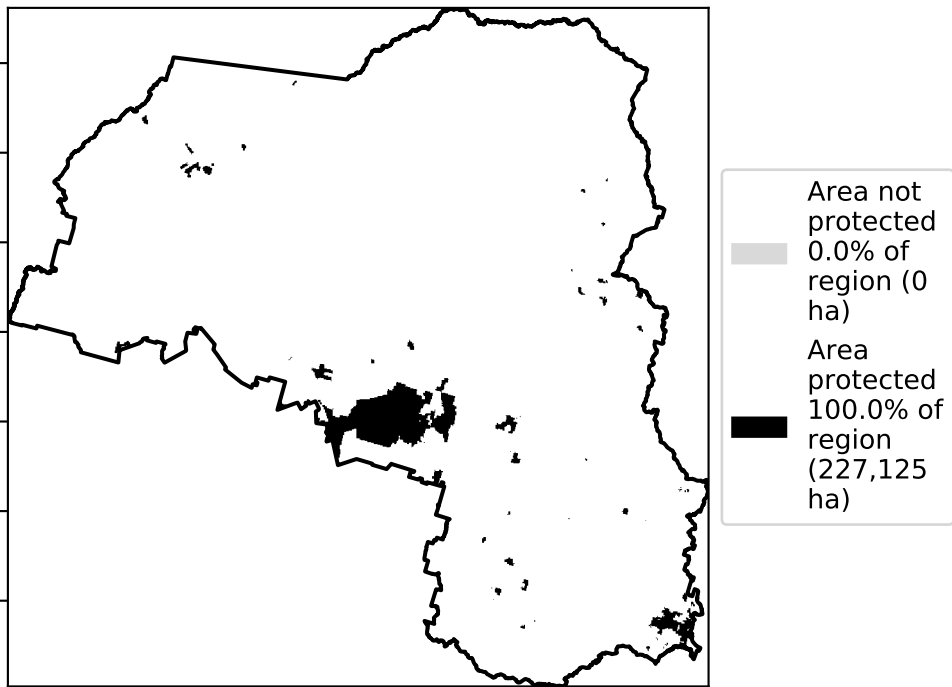 Area not
protected
0.0% of
region (0
ha)
Area
protected
100.0% of
region
(227,125
ha)